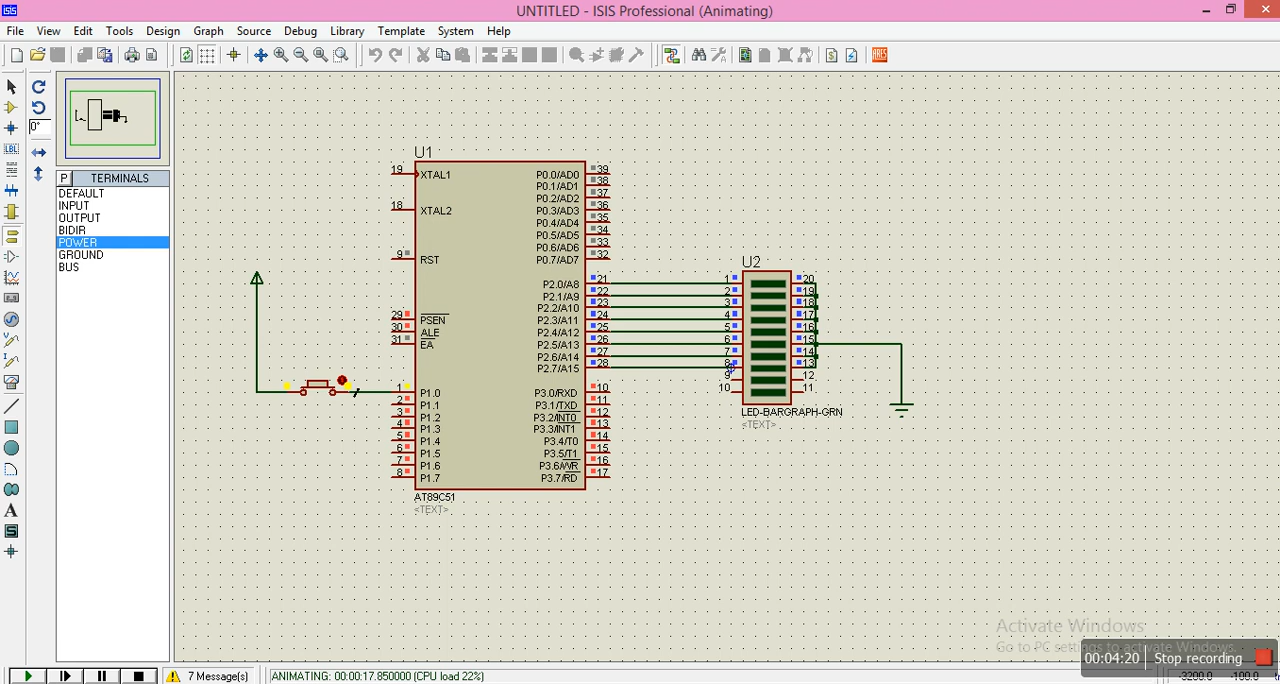 UNTITLED - ISIS Professional (Animating)
File View Edit Tools Design Graph Source Debug Library Template System Help
ARES
LBL
0°
P TERMINALS
DEFAULT
INPUT
OUTPUT
BIDIR
POWER
GROUND
BUS
A
S
U1
19 XTAL1
18 XTAL2
9 RST
29 PSEN
30 ALE
31 EA
1 P1.0
2 P1.1
3 P1.2
4 P1.3
5 P1.4
6 P1.5
7 P1.6
8 P1.7
P0.0/AD0 39
P0.1/AD1 38
P0.2/AD2 37
P0.3/AD3 36
P0.4/AD4 35
P0.5/AD5 34
P0.6/AD6 33
P0.7/AD7 32
P2.0/A8 21
P2.1/A9 22
P2.2/A10 23
P2.3/A11 24
P2.4/A12 25
P2.5/A13 26
P2.6/A14 27
P2.7/A15 28
P3.0/RXD 10
P3.1/TXD 11
P3.2/INT0 12
P3.3/INT1 13
P3.4/T0 14
P3.5/T1 15
P3.6/WR 16
P3.7/RD 17
AT89C51
<TEXT>
U2
1 20
2 19
3 18
4 17
5 16
6 15
7 14
8 13
9 12
10 11
LED-BARGRAPH-GRN
<TEXT>
Activate Windows
Go to PC settings to activate Windows.
00:04:20 Stop recording
7 Message(s) ANIMATING: 00:00:17.850000 (CPU load 22%) -3200.0 -100.0